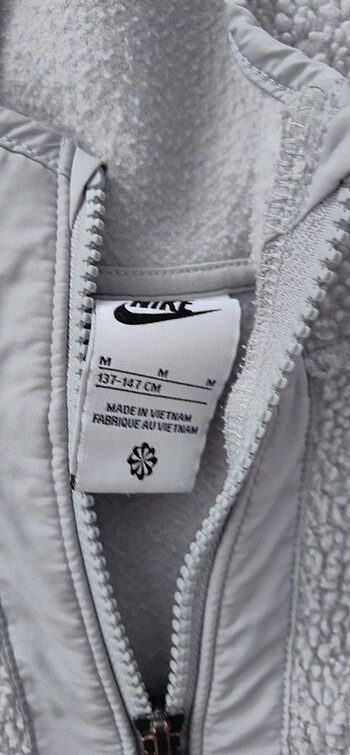 NIKE
M M M
137-147 CM
MADE IN VIETNAM
FABRIQUE AU VIETNAM